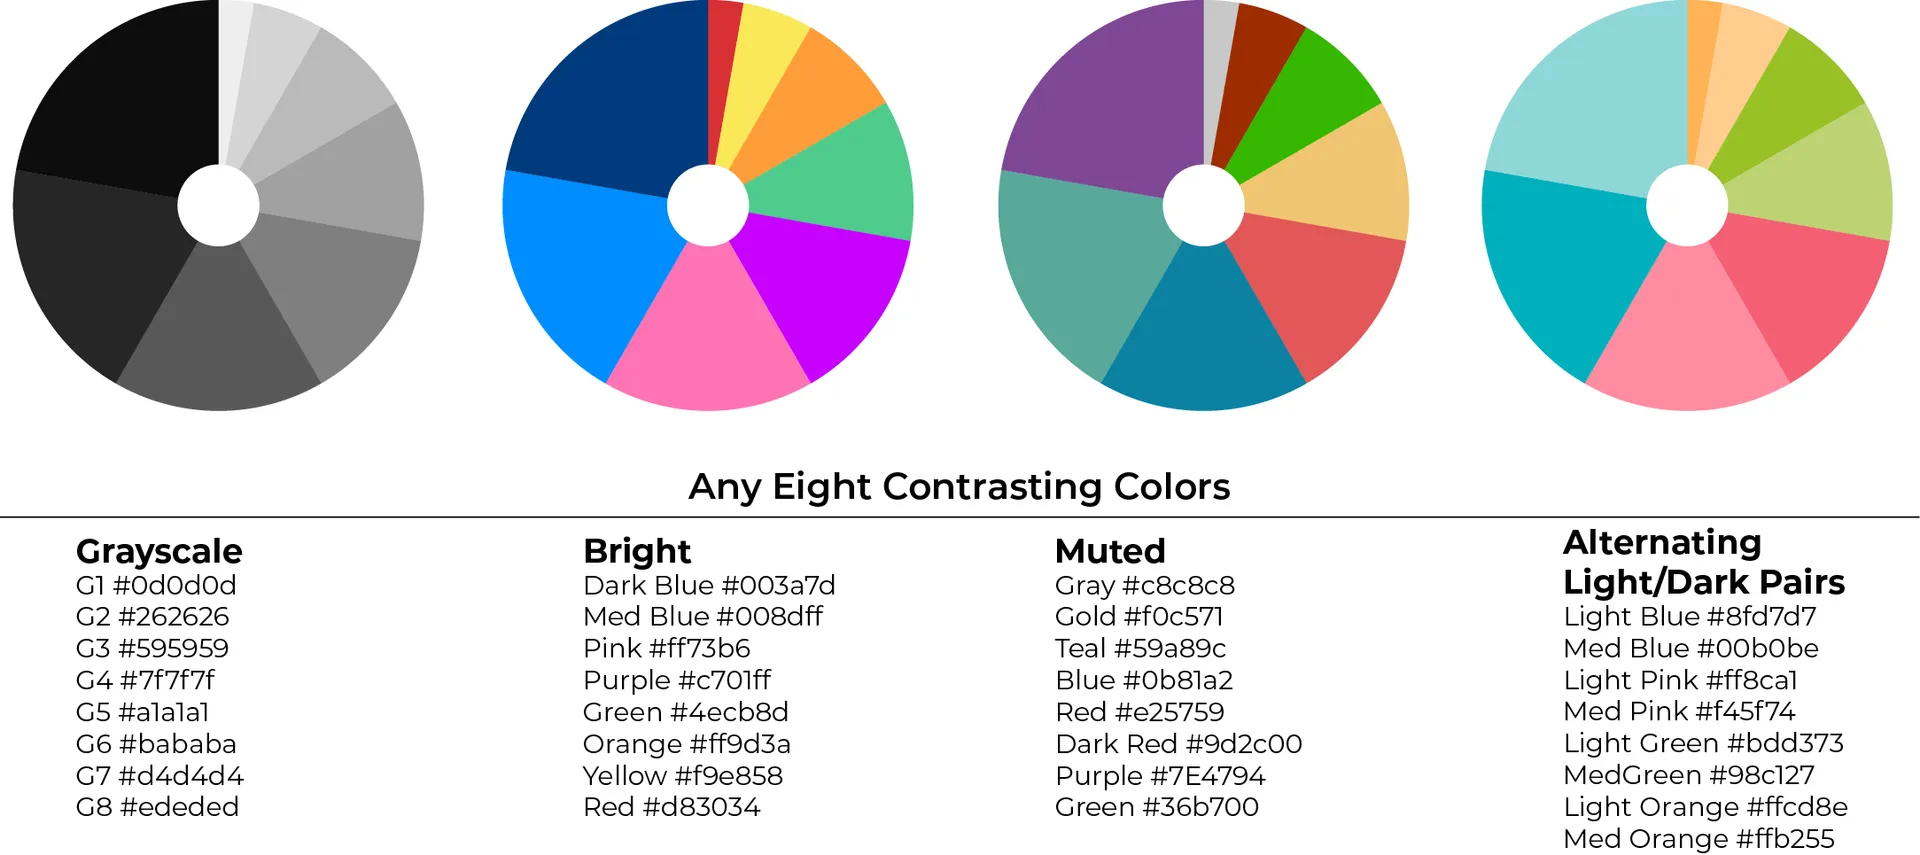 Any Eight Contrasting Colors
Grayscale
G1 #0d0d0d
G2 #262626
G3 #595959
G4 #7f7f7f
G5 #a1a1a1
G6 #bababa
G7 #d4d4d4
G8 #ededed
Bright
Dark Blue #003a7d
Med Blue #008dff
Pink #ff73b6
Purple #c701ff
Green #4ecb8d
Orange #ff9d3a
Yellow #f9e858
Red #d83034
Muted
Gray #c8c8c8
Gold #f0c571
Teal #59a89c
Blue #0b81a2
Red #e25759
Dark Red #9d2c00
Purple #7E4794
Green #36b700
Alternating
Light/Dark Pairs
Light Blue #8fd7d7
Med Blue #00b0be
Light Pink #ff8ca1
Med Pink #f45f74
Light Green #bdd373
MedGreen #98c127
Light Orange #ffcd8e
Med Orange #ffb255